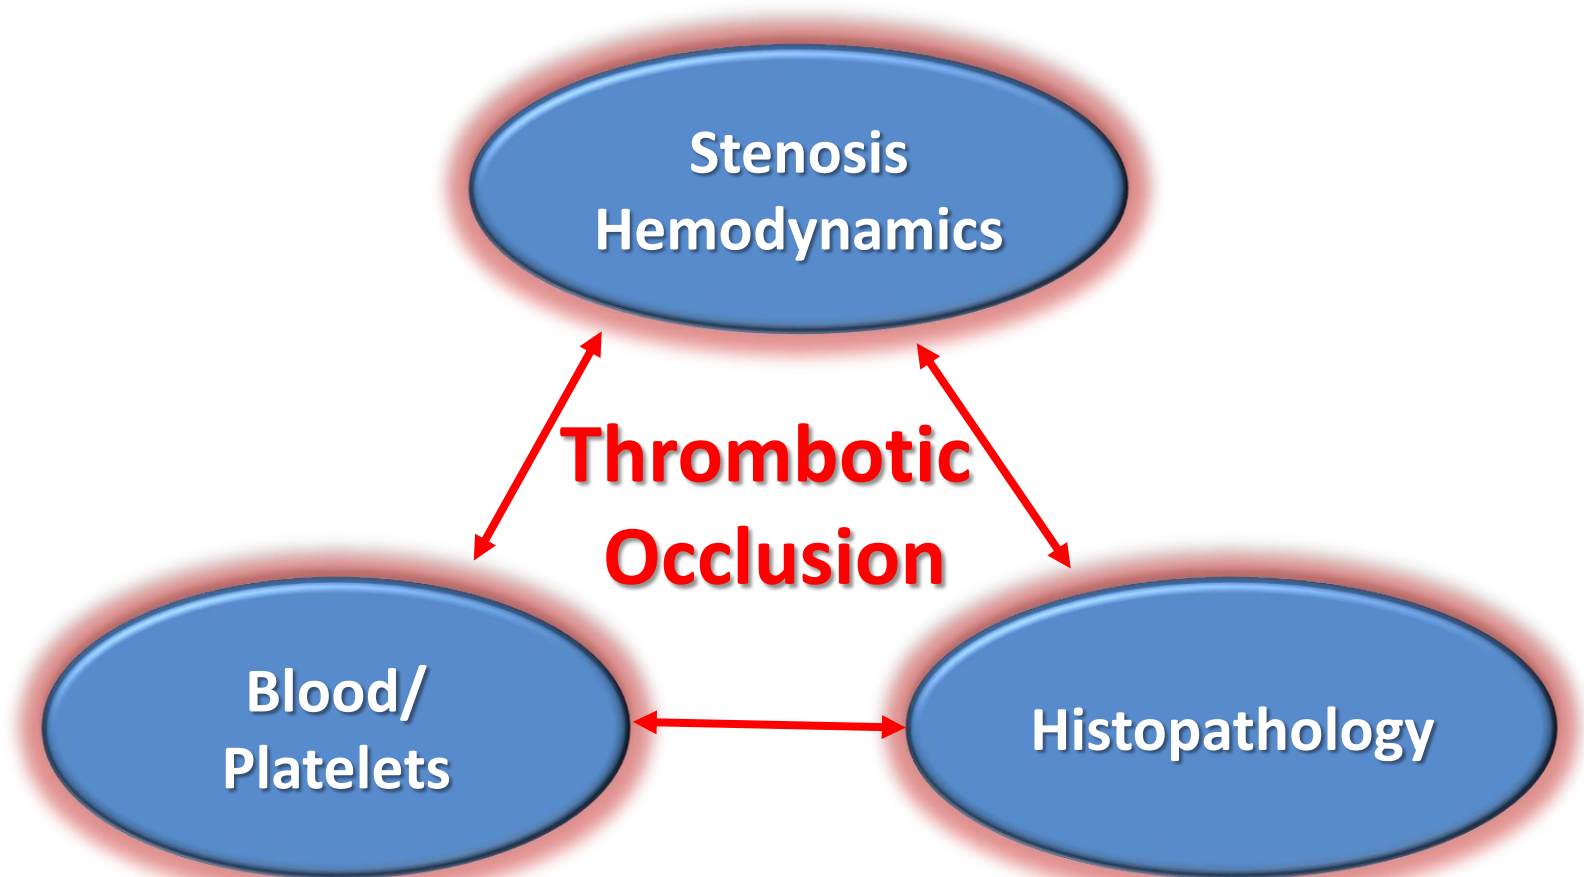 Stenosis
Hemodynamics
Thrombotic
Occlusion
Blood/
Platelets
Histopathology